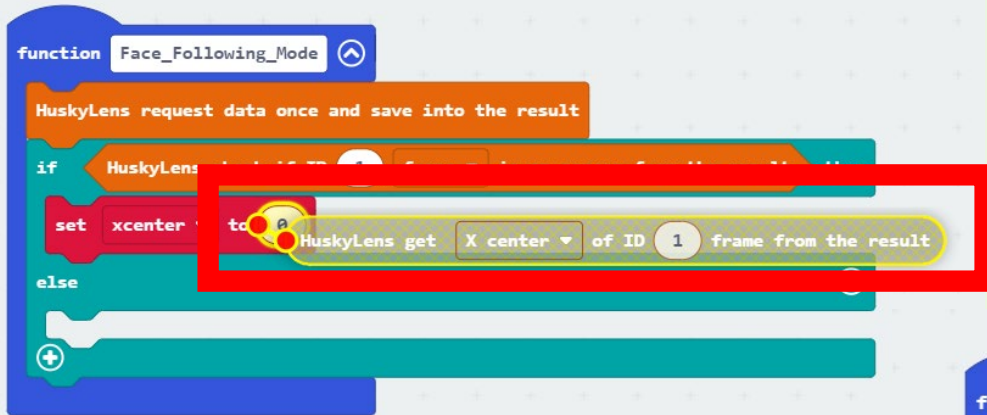 function Face_Following_Mode
HuskyLens request data once and save into the result
if HuskyLens
set xcenter to 0
HuskyLens get X center of ID 1 frame from the result
else
f